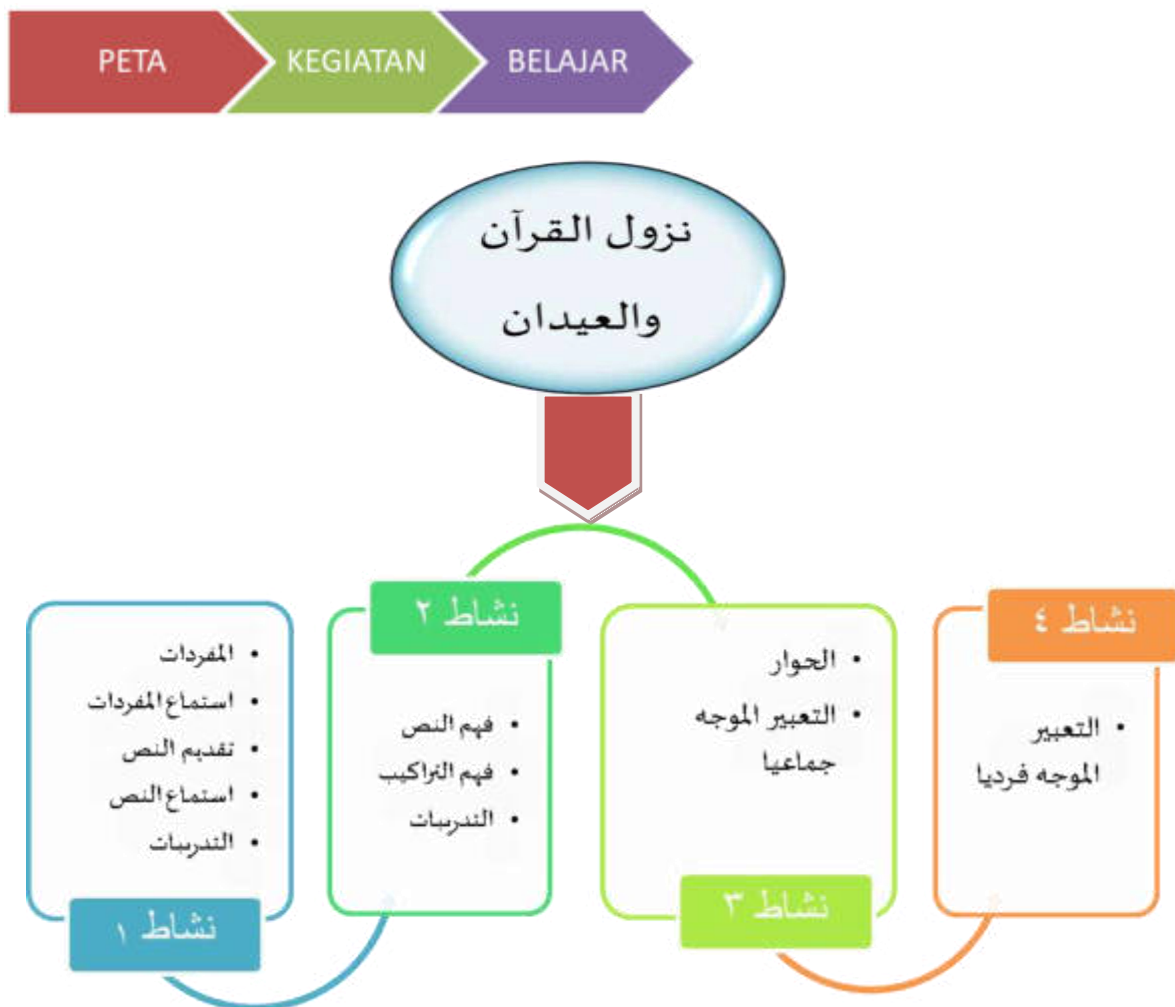 PETA KEGIATAN BELAJAR
نزول القرآن
والعيدان
• المفردات
• استماع المفردات
• تقديم النص
• استماع النص
• التدريبات
نشاط ١
نشاط ٢
• فهم النص
• فهم التراكيب
• التدريبات
• الحوار
• التعبير الموجه
جماعيا
نشاط ٣
نشاط ٤
• التعبير
الموجه فرديا